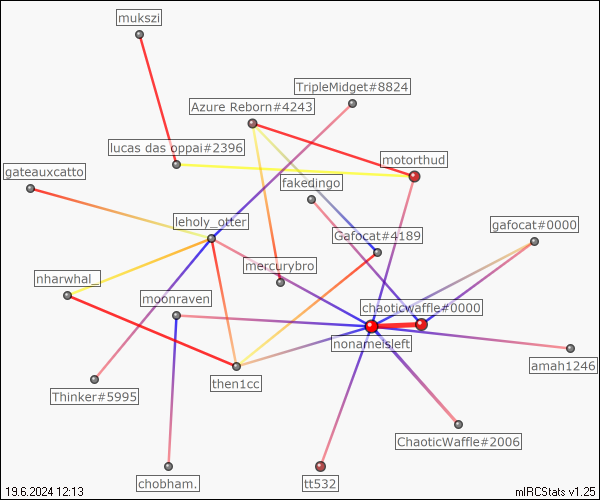 mukszi
TripleMidget#8824
Azure Reborn#4243
lucas das oppai#2396
motorthud
gateauxcatto
fakedingo
leholy_otter
gafocat#0000
Gafocat#4189
mercurybro
nharwhal_
moonraven
chaoticwaffle#0000
nonameisleft
amah1246
then1cc
Thinker#5995
ChaoticWaffle#2006
chobham.
tt532
19.6.2024 12:13
mIRCStats v1.25